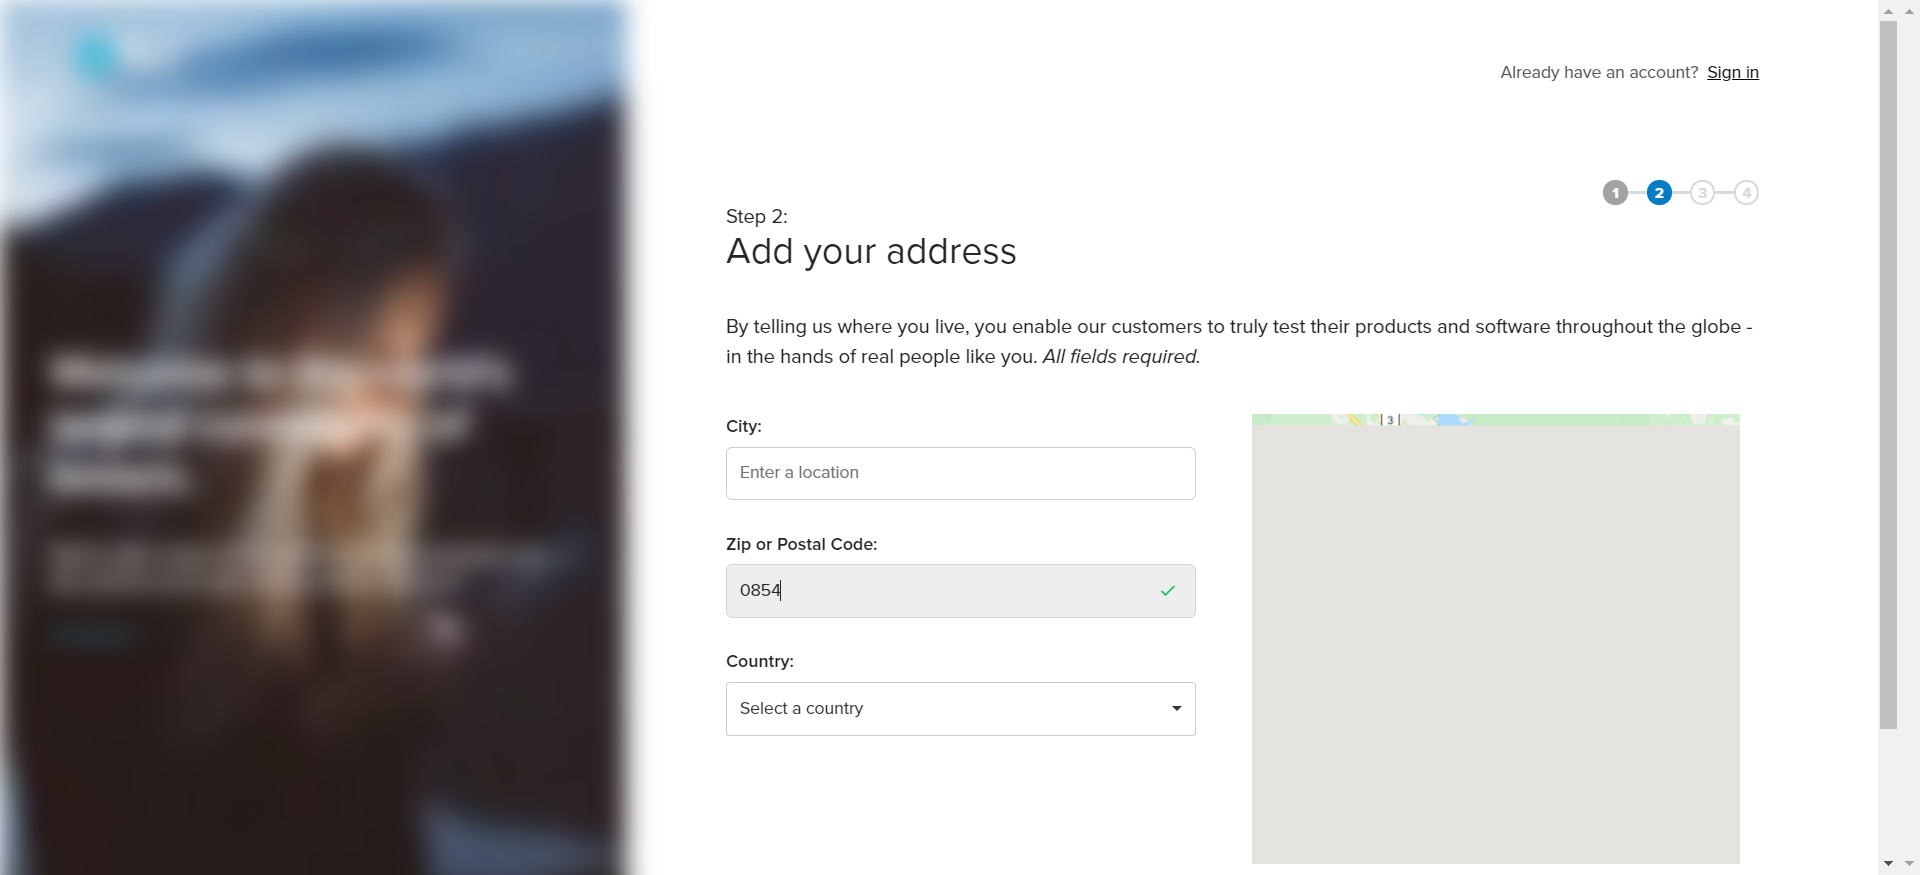 Already have an account? Sign in
1 2 3 4
Step 2:
Add your address
By telling us where you live, you enable our customers to truly test their products and software throughout the globe -
in the hands of real people like you. All fields required.
City:
Enter a location
Zip or Postal Code:
0854
Country:
Select a country
3